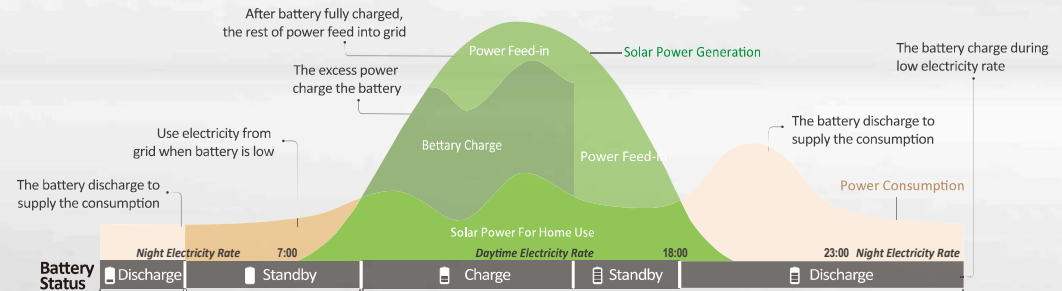 After battery fully charged,
the rest of power feed into grid
Power Feed-in
Solar Power Generation
The battery charge during
low electricity rate
The excess power
charge the battery
Use electricity from
grid when battery is low
Bettary Charge
The battery discharge to
supply the consumption
Power Feed-in
The battery discharge to
supply the consumption
Power Consumption
Solar Power For Home Use
Night Electricity Rate
7:00
Daytime Electricity Rate
18:00
23:00
Night Electricity Rate
Battery
Status
Discharge
Standby
Charge
Standby
Discharge